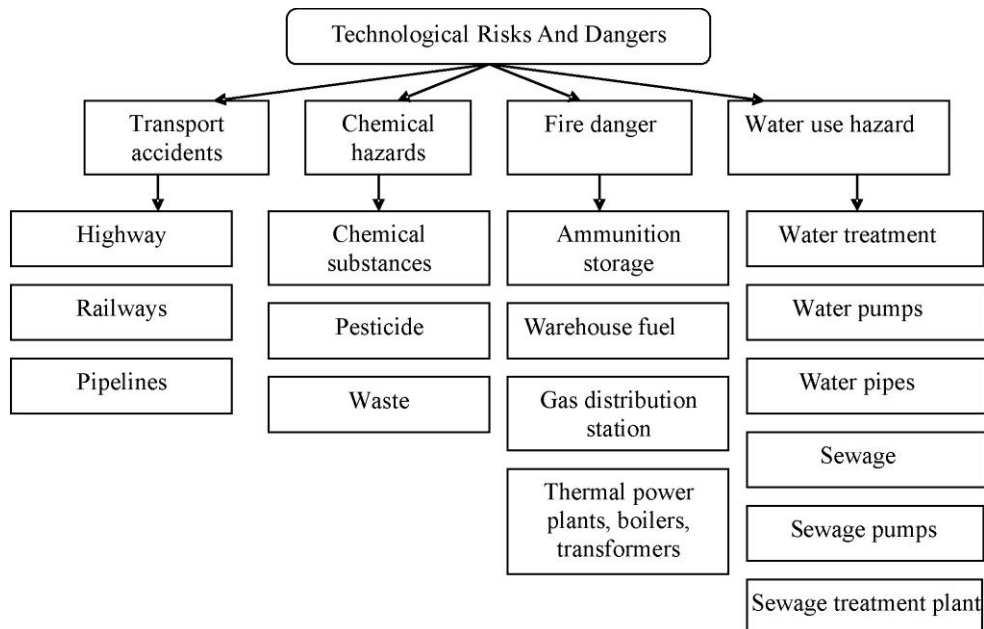 Technological Risks And Dangers
Transport
accidents
Chemical
hazards
Fire danger
Water use hazard
Highway
Railways
Pipelines
Chemical
substances
Pesticide
Waste
Ammunition
storage
Warehouse fuel
Gas distribution
station
Thermal power
plants, boilers,
transformers
Water treatment
Water pumps
Water pipes
Sewage
Sewage pumps
Sewage treatment plant